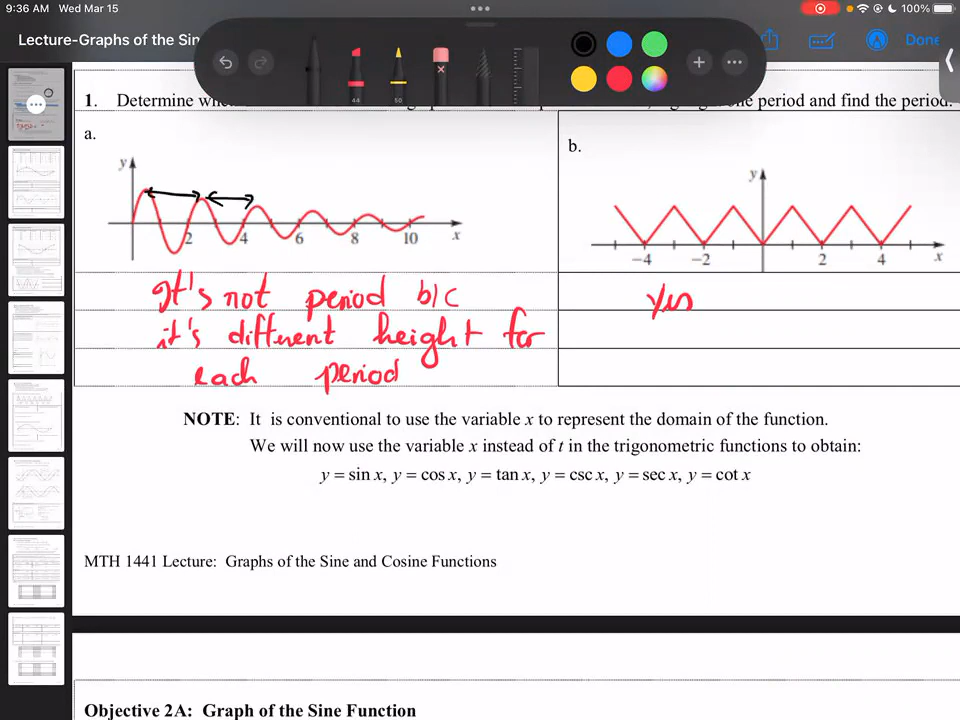 9:36 AM Wed Mar 15
100%
Lecture-Graphs of the Sin
Done
44
50
1. Determine
period and find the period.
a.
b.
y
2
4
6
8
10
x
y
−4
−2
2
4
x
It's not period b/c
it's different height for
each period
Yes
NOTE: It is conventional to use the variable x to represent the domain of the function.
We will now use the variable x instead of t in the trigonometric functions to obtain:
y = sin x, y = cos x, y = tan x, y = csc x, y = sec x, y = cot x
MTH 1441 Lecture: Graphs of the Sine and Cosine Functions
Objective 2A: Graph of the Sine Function